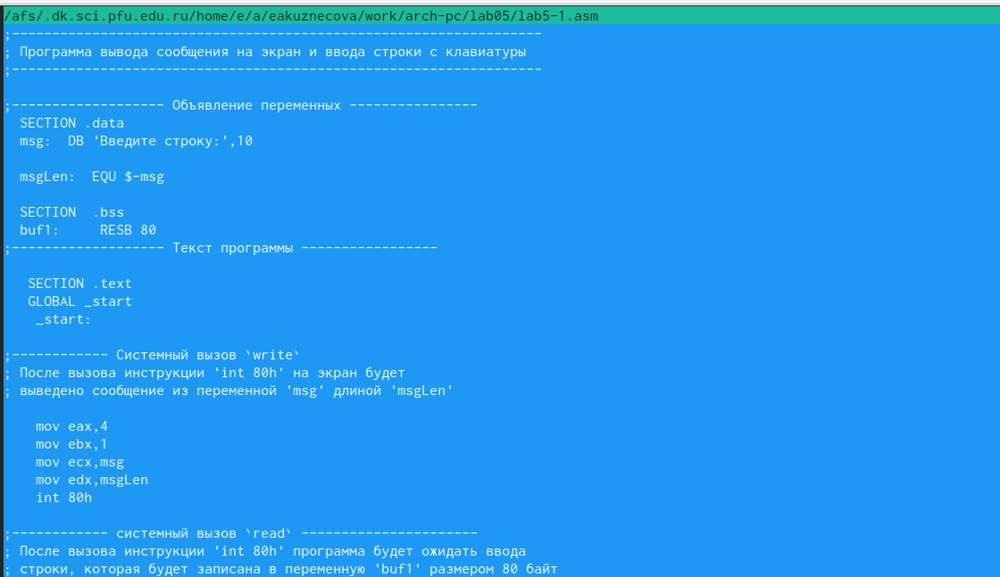 /afs/.dk.sci.pfu.edu.ru/home/e/a/eakuznecova/work/arch-pc/lab05/lab5-1.asm
;------------------------------------------------------------------
; Программа вывода сообщения на экран и ввода строки с клавиатуры
;------------------------------------------------------------------
;------------------- Объявление переменных ----------------
SECTION .data
msg:  DB 'Введите строку:',10
msgLen:  EQU $-msg
SECTION  .bss
buf1:     RESB 80
;------------------- Текст программы -----------------
SECTION .text
GLOBAL _start
_start:
;------------ Системный вызов `write`
; После вызова инструкции 'int 80h' на экран будет
; выведено сообщение из переменной 'msg' длиной 'msgLen'
mov eax,4
mov ebx,1
mov ecx,msg
mov edx,msgLen
int 80h
;------------ системный вызов `read` ----------------------
; После вызова инструкции 'int 80h' программа будет ожидать ввода
; строки, которая будет записана в переменную 'buf1' размером 80 байт